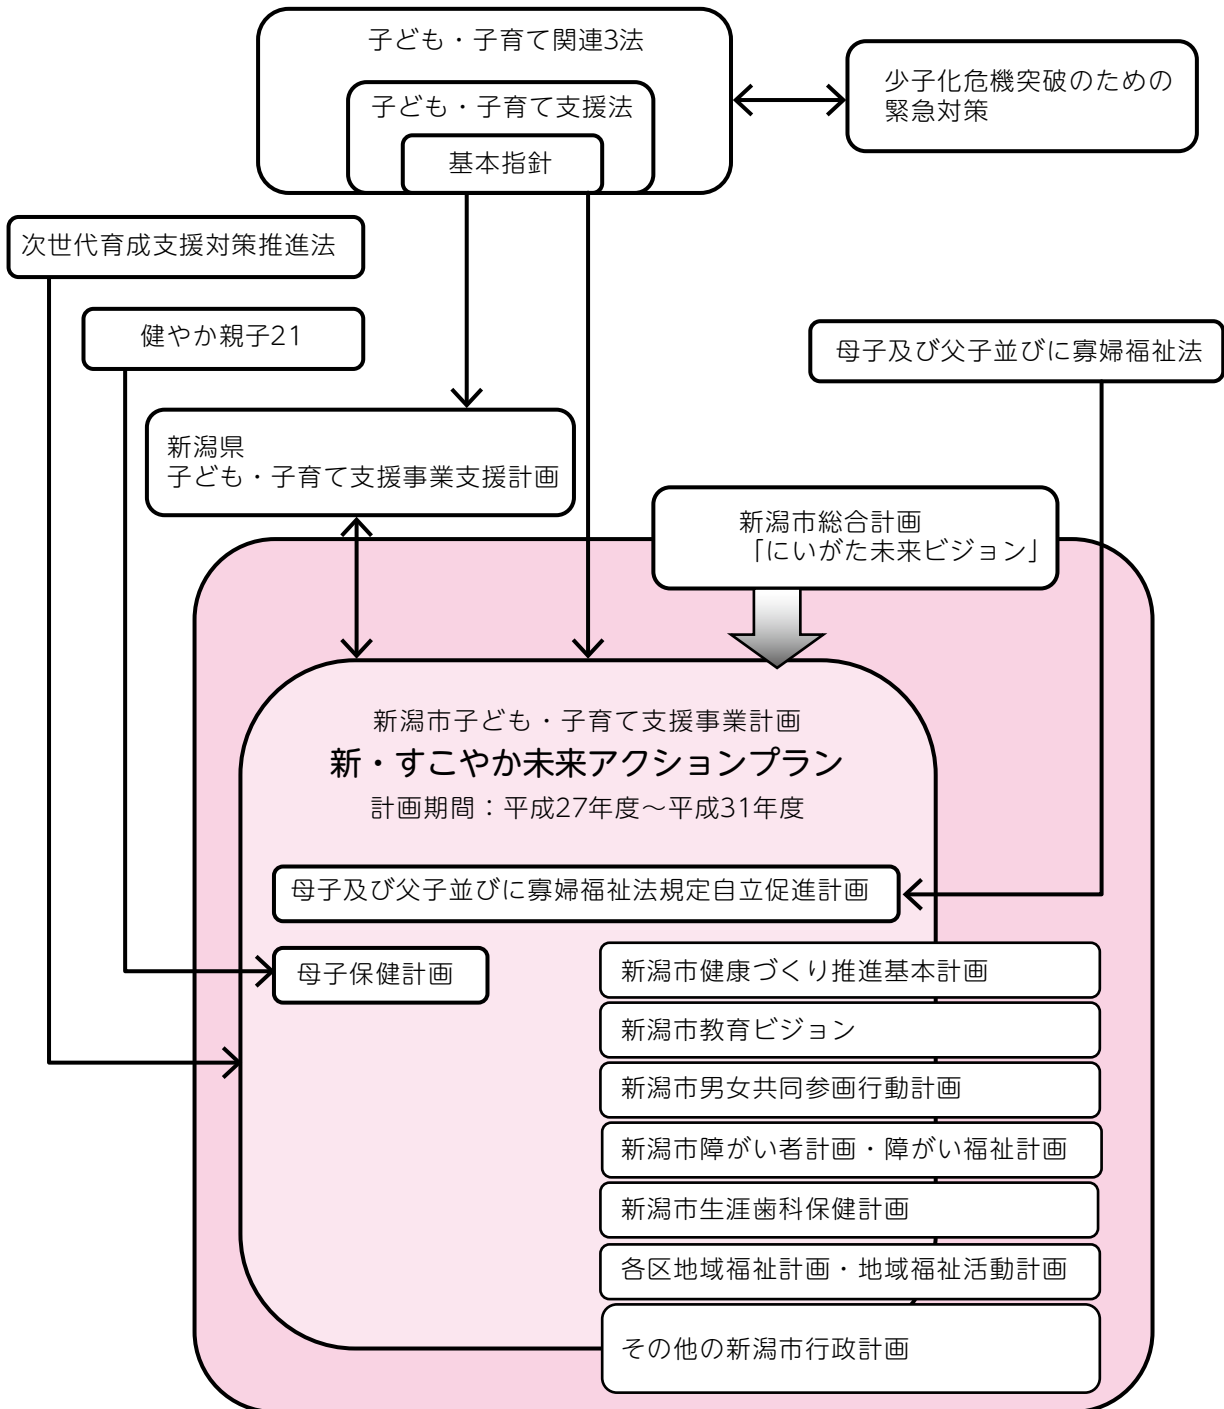 子ども・子育て関連3法
子ども・子育て支援法
基本指針
少子化危機突破のための
緊急対策
次世代育成支援対策推進法
健やか親子21
母子及び父子並びに寡婦福祉法
新潟県
子ども・子育て支援事業支援計画
新潟市総合計画
「にいがた未来ビジョン」
新潟市子ども・子育て支援事業計画
新・すこやか未来アクションプラン
計画期間：平成27年度～平成31年度
母子及び父子並びに寡婦福祉法規定自立促進計画
母子保健計画
新潟市健康づくり推進基本計画
新潟市教育ビジョン
新潟市男女共同参画行動計画
新潟市障がい者計画・障がい福祉計画
新潟市生涯歯科保健計画
各区地域福祉計画・地域福祉活動計画
その他の新潟市行政計画